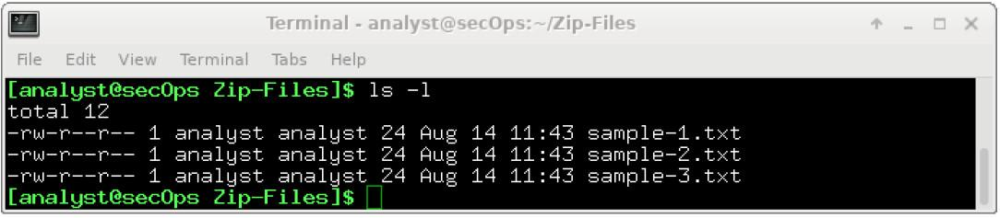 Terminal - analyst@secOps:~/Zip-Files
File Edit View Terminal Tabs Help
[analyst@secOps Zip-Files]$ ls -l
total 12
-rw-r--r-- 1 analyst analyst 24 Aug 14 11:43 sample-1.txt
-rw-r--r-- 1 analyst analyst 24 Aug 14 11:43 sample-2.txt
-rw-r--r-- 1 analyst analyst 24 Aug 14 11:43 sample-3.txt
[analyst@secOps Zip-Files]$